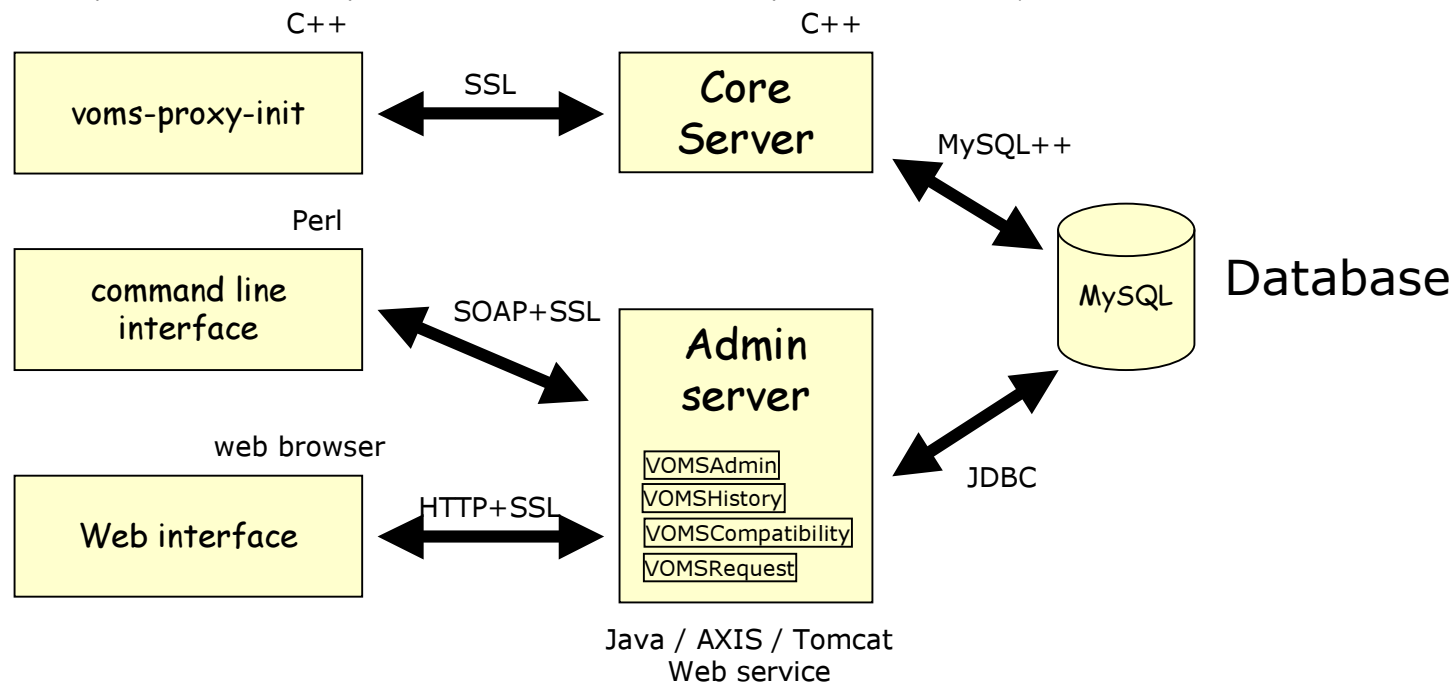 C++
C++
voms-proxy-init
SSL
Core
Server
MySQL++
Perl
command line
interface
SOAP+SSL
MySQL
Database
Admin
server
web browser
VOMSAdmin
VOMSHistory
VOMSCompatibility
VOMSRequest
JDBC
Web interface
HTTP+SSL
Java / AXIS / Tomcat
Web service